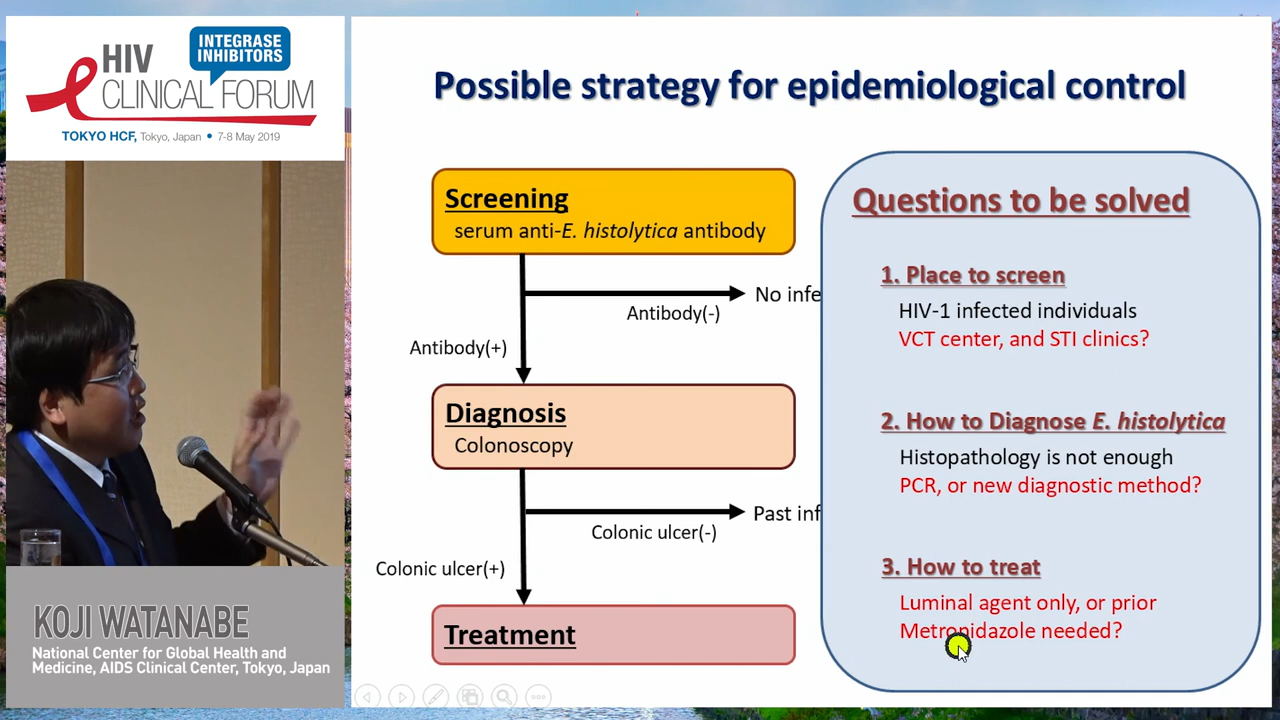 HIV
INTEGRASE
INHIBITORS
CLINICAL FORUM
TOKYO HCF, Tokyo, Japan • 7-8 May 2019
KOJI WATANABE
National Center for Global Health and
Medicine, AIDS Clinical Center, Tokyo, Japan
Possible strategy for epidemiological control
Screening
serum anti-E. histolytica antibody
No infe
Antibody(-)
Antibody(+)
Diagnosis
Colonoscopy
Past inf
Colonic ulcer(-)
Colonic ulcer(+)
Treatment
Questions to be solved
1. Place to screen
HIV-1 infected individuals
VCT center, and STI clinics?
2. How to Diagnose E. histolytica
Histopathology is not enough
PCR, or new diagnostic method?
3. How to treat
Luminal agent only, or prior
Metronidazole needed?